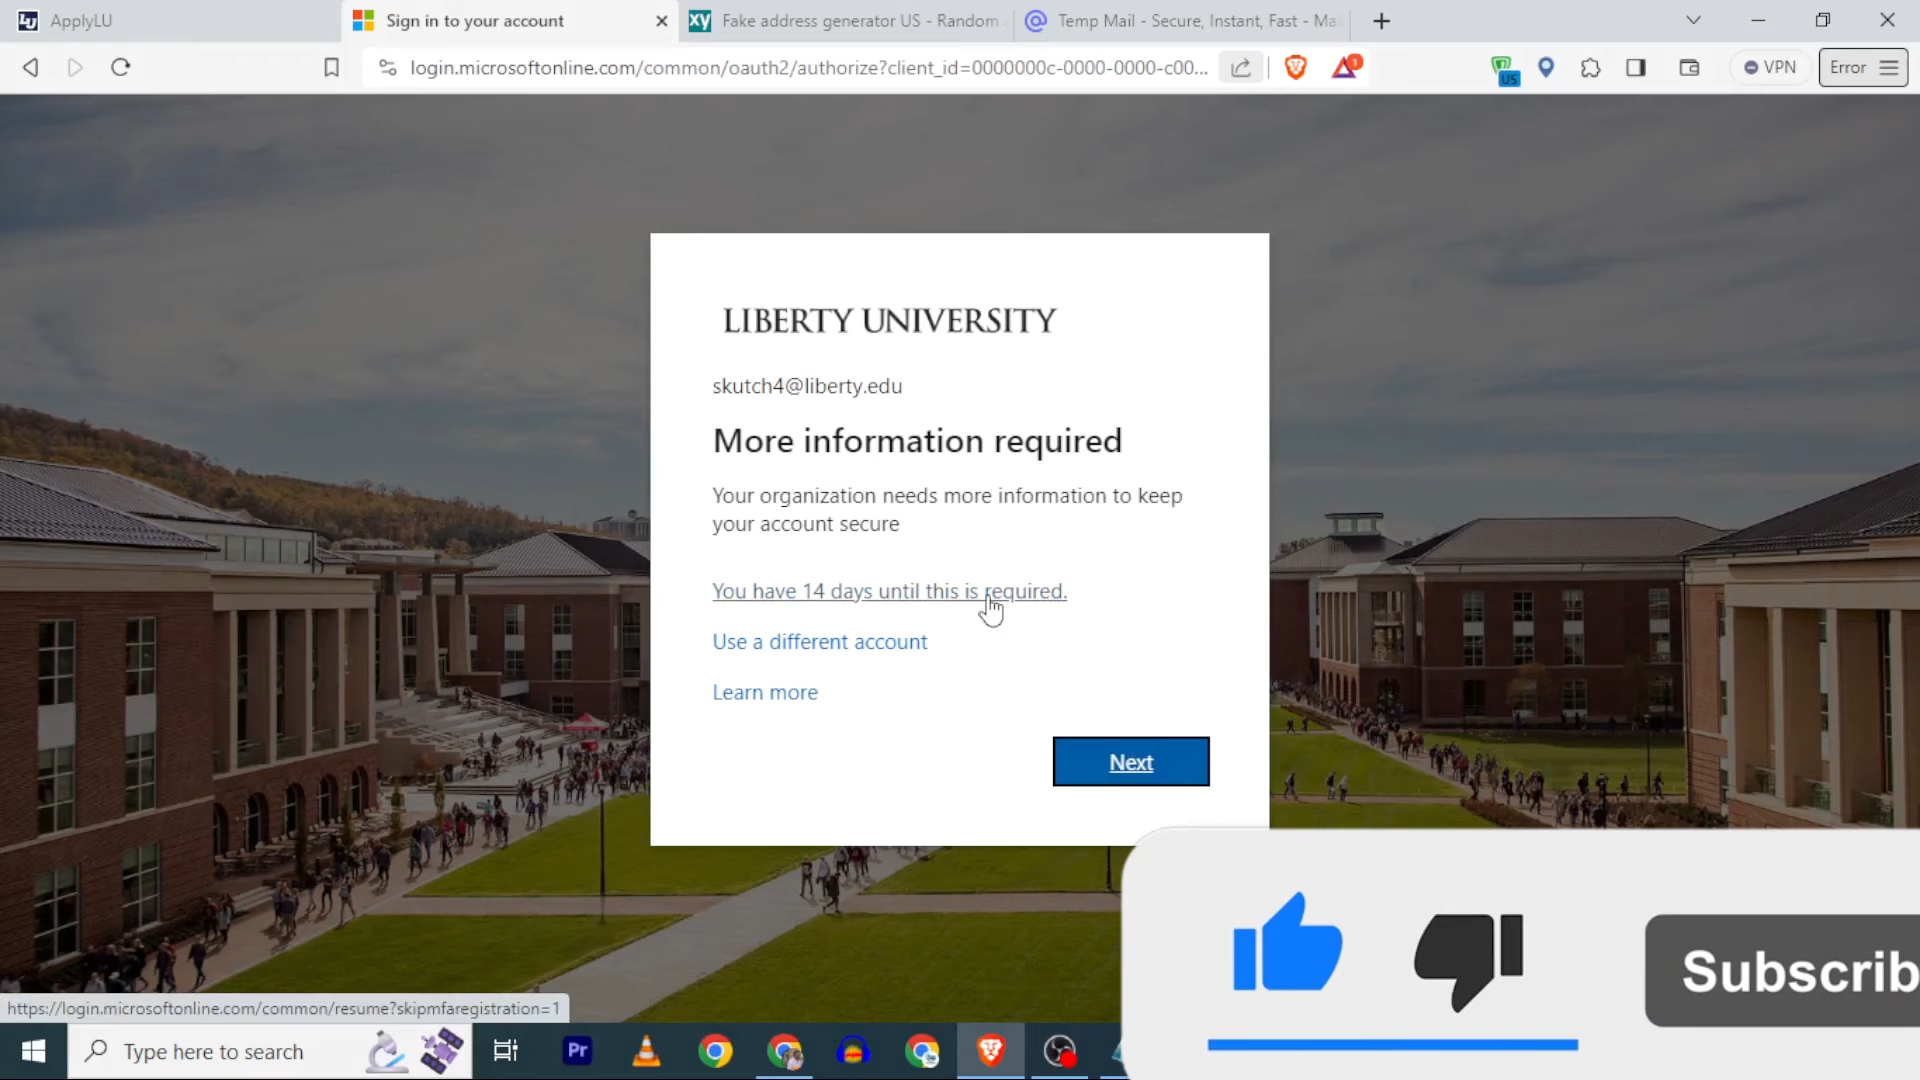 ApplyLU
Sign in to your account
Fake address generator US - Random
Temp Mail - Secure, Instant, Fast - Ma
login.microsoftonline.com/common/oauth2/authorize?client_id=0000000c-0000-0000-c00...
1
US
VPN
Error
LIBERTY UNIVERSITY
skutch4@liberty.edu
More information required
Your organization needs more information to keep
your account secure
You have 14 days until this is required.
Use a different account
Learn more
Next
Subscrib
https://login.microsoftonline.com/common/resume?skipmfaregistration=1
Type here to search
Pr